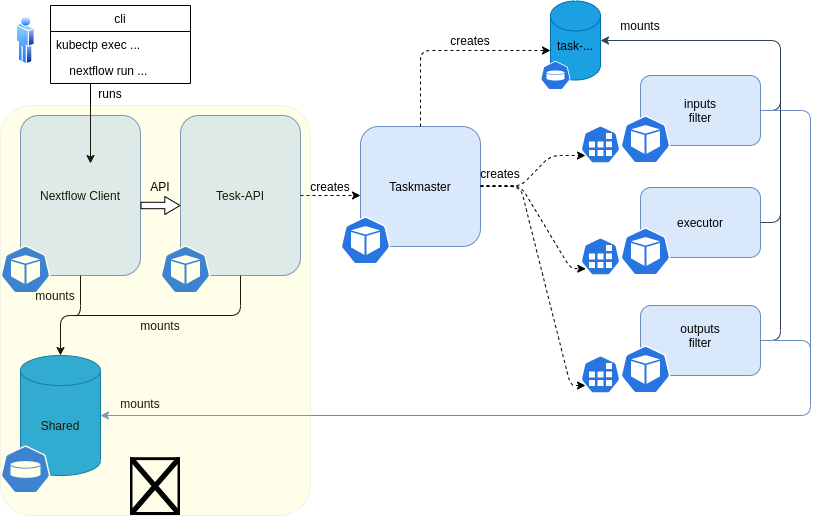 cli
kubectp exec ...
nextflow run ...
runs
creates
task-...
mounts
inputs
filter
Nextflow Client
API
Tesk-API
creates
Taskmaster
creates
executor
mounts
mounts
outputs
filter
mounts
Shared